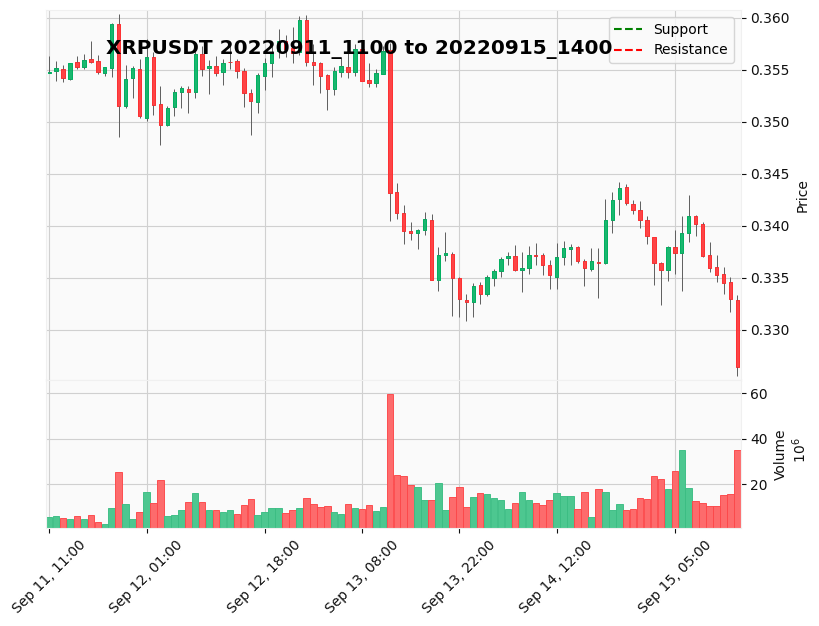 XRPUSDT 20220911_1100 to 20220915_1400
Support
Resistance
0.360
0.355
0.350
0.345
0.340
0.335
0.330
Price
60
40
20
Volume
10^6
Sep 11, 11:00
Sep 12, 01:00
Sep 12, 18:00
Sep 13, 08:00
Sep 13, 22:00
Sep 14, 12:00
Sep 15, 05:00